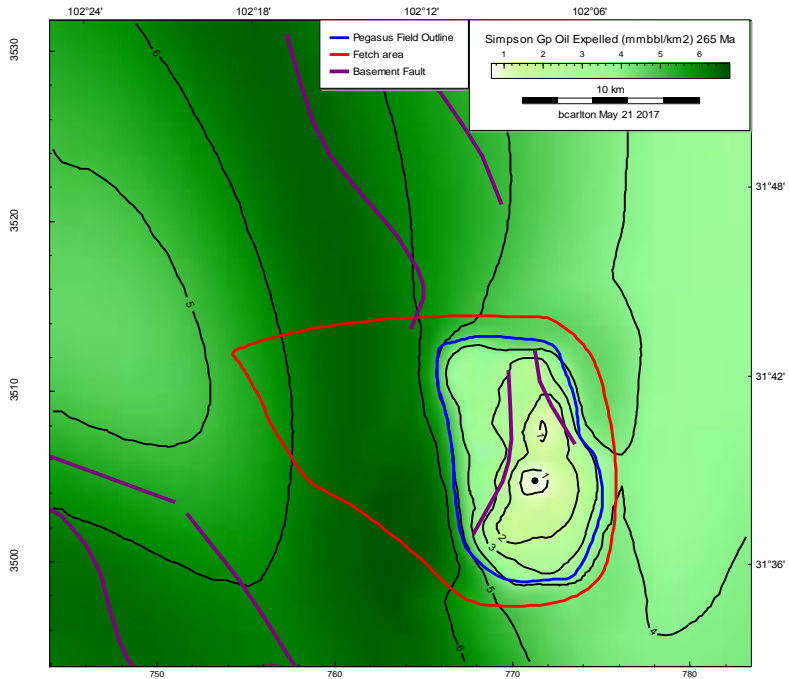 102°24' 102°18' 102°12' 102°06'
Pegasus Field Outline
Fetch area
Basement Fault
Simpson Gp Oil Expelled (mmbbl/km2) 265 Ma
1 2 3 4 5 6
10 km
bcarlton May 21 2017
3530
3520
3510
3500
31°48'
31°42'
31°36'
6
5
1
1
2
3
5
4
6
750 760 770 780